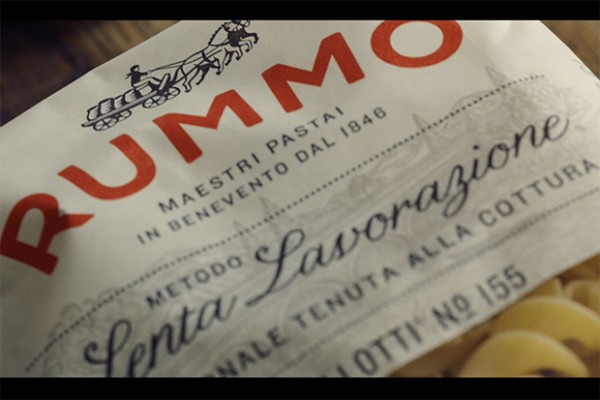 RUMMO
MAESTRI PASTAI
IN BENEVENTO DAL 1846
METODO
Lenta Lavorazione
TENUTA ALLA COTTURA
Nº 155